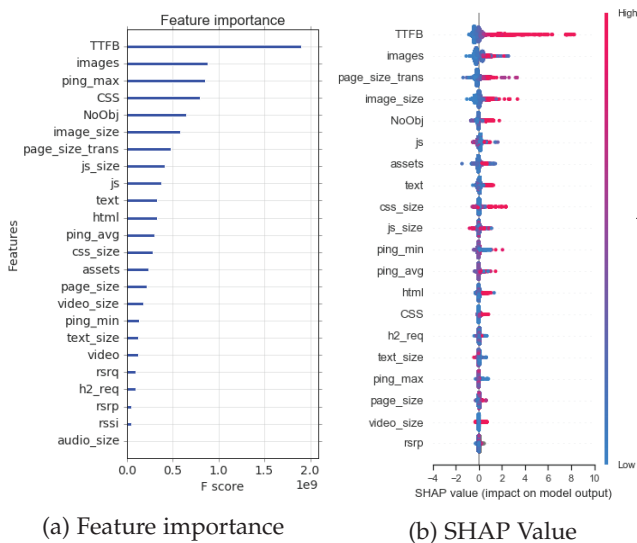 Feature importance
Features
TTFB
images
ping_max
CSS
NoObj
image_size
page_size_trans
js_size
js
text
html
ping_avg
css_size
assets
page_size
video_size
ping_min
text_size
video
rsrq
h2_req
rsrp
rssi
audio_size
0.0 0.5 1.0 1.5 2.0
1e9
F score
(a) Feature importance
High
TTFB
images
page_size_trans
image_size
NoObj
js
assets
text
css_size
js_size
ping_min
ping_avg
html
CSS
h2_req
text_size
ping_max
page_size
video_size
rsrp
Low
−4 −2 0 2 4 6 8 10
SHAP value (impact on model output)
(b) SHAP Value